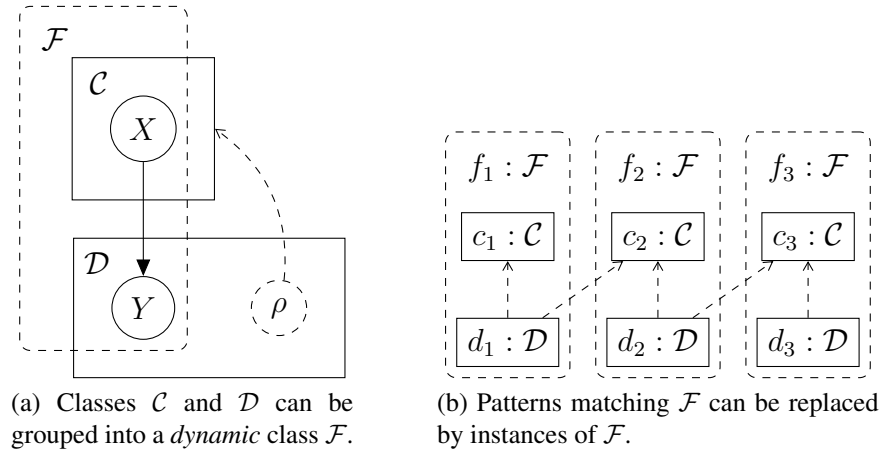 ℱ
𝒞
X
𝒟
Y
ρ
(a) Classes 𝒞 and 𝒟 can be
grouped into a dynamic class ℱ.
f₁ : ℱ f₂ : ℱ f₃ : ℱ
c₁ : 𝒞 c₂ : 𝒞 c₃ : 𝒞
d₁ : 𝒟 d₂ : 𝒟 d₃ : 𝒟
(b) Patterns matching ℱ can be replaced
by instances of ℱ.